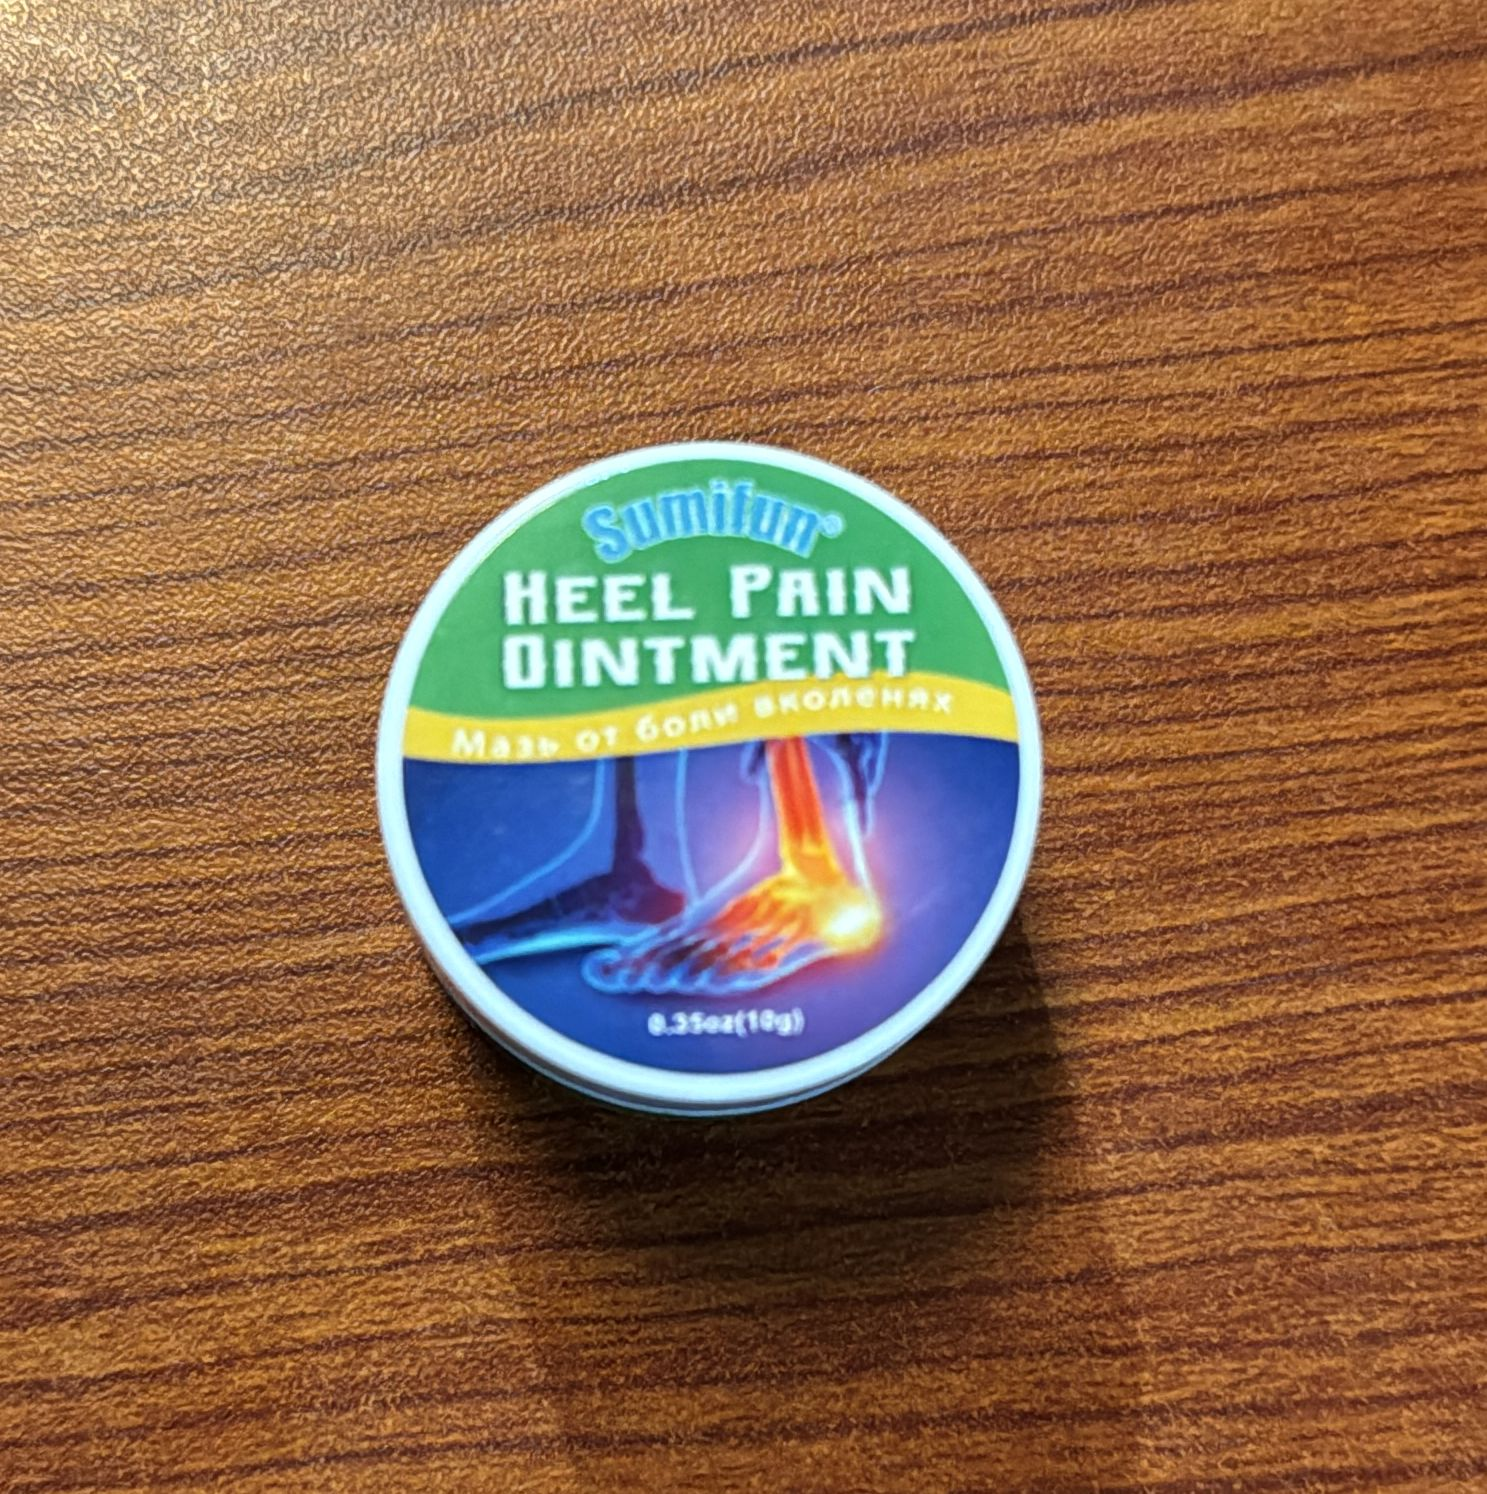 Sumifun®
HEEL PAIN
OINTMENT
Мазь от боли вколенях
0.35oz(10g)